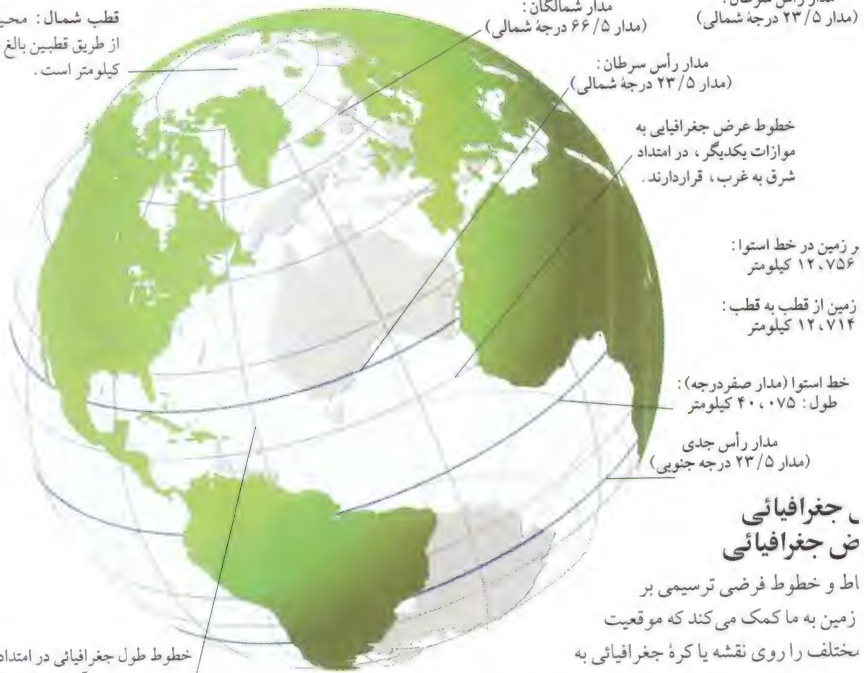 مدار رأس سرطان:
(مدار ۲۳/۵ درجهٔ شمالی)
مدار شمالگان:
(مدار ۶۶/۵ درجهٔ شمالی)
قطب شمال: محی
از طریق قطبین بالغ
کیلومتر است.
مدار رأس سرطان:
(مدار ۲۳/۵ درجهٔ شمالی)
خطوط عرض جغرافیایی به
موازات یکدیگر، در امتداد
شرق به غرب، قراردارند.
ر زمین در خط استوا:
۱۲،۷۵۶ کیلومتر
زمین از قطب به قطب:
۱۲،۷۱۴ کیلومتر
خط استوا (مدار صفردرجه):
طول: ۴۰،۰۷۵ کیلومتر
مدار رأس جدی
(مدار ۲۳/۵ درجه جنوبی)
جغرافیائی
ض جغرافیائی
اط و خطوط فرضی ترسیمی بر
زمین به ما کمک می‌کند که موقعیت
مختلف را روی نقشه یا کرهٔ جغرافیائی به
خطوط طول جغرافیائی در امتداد